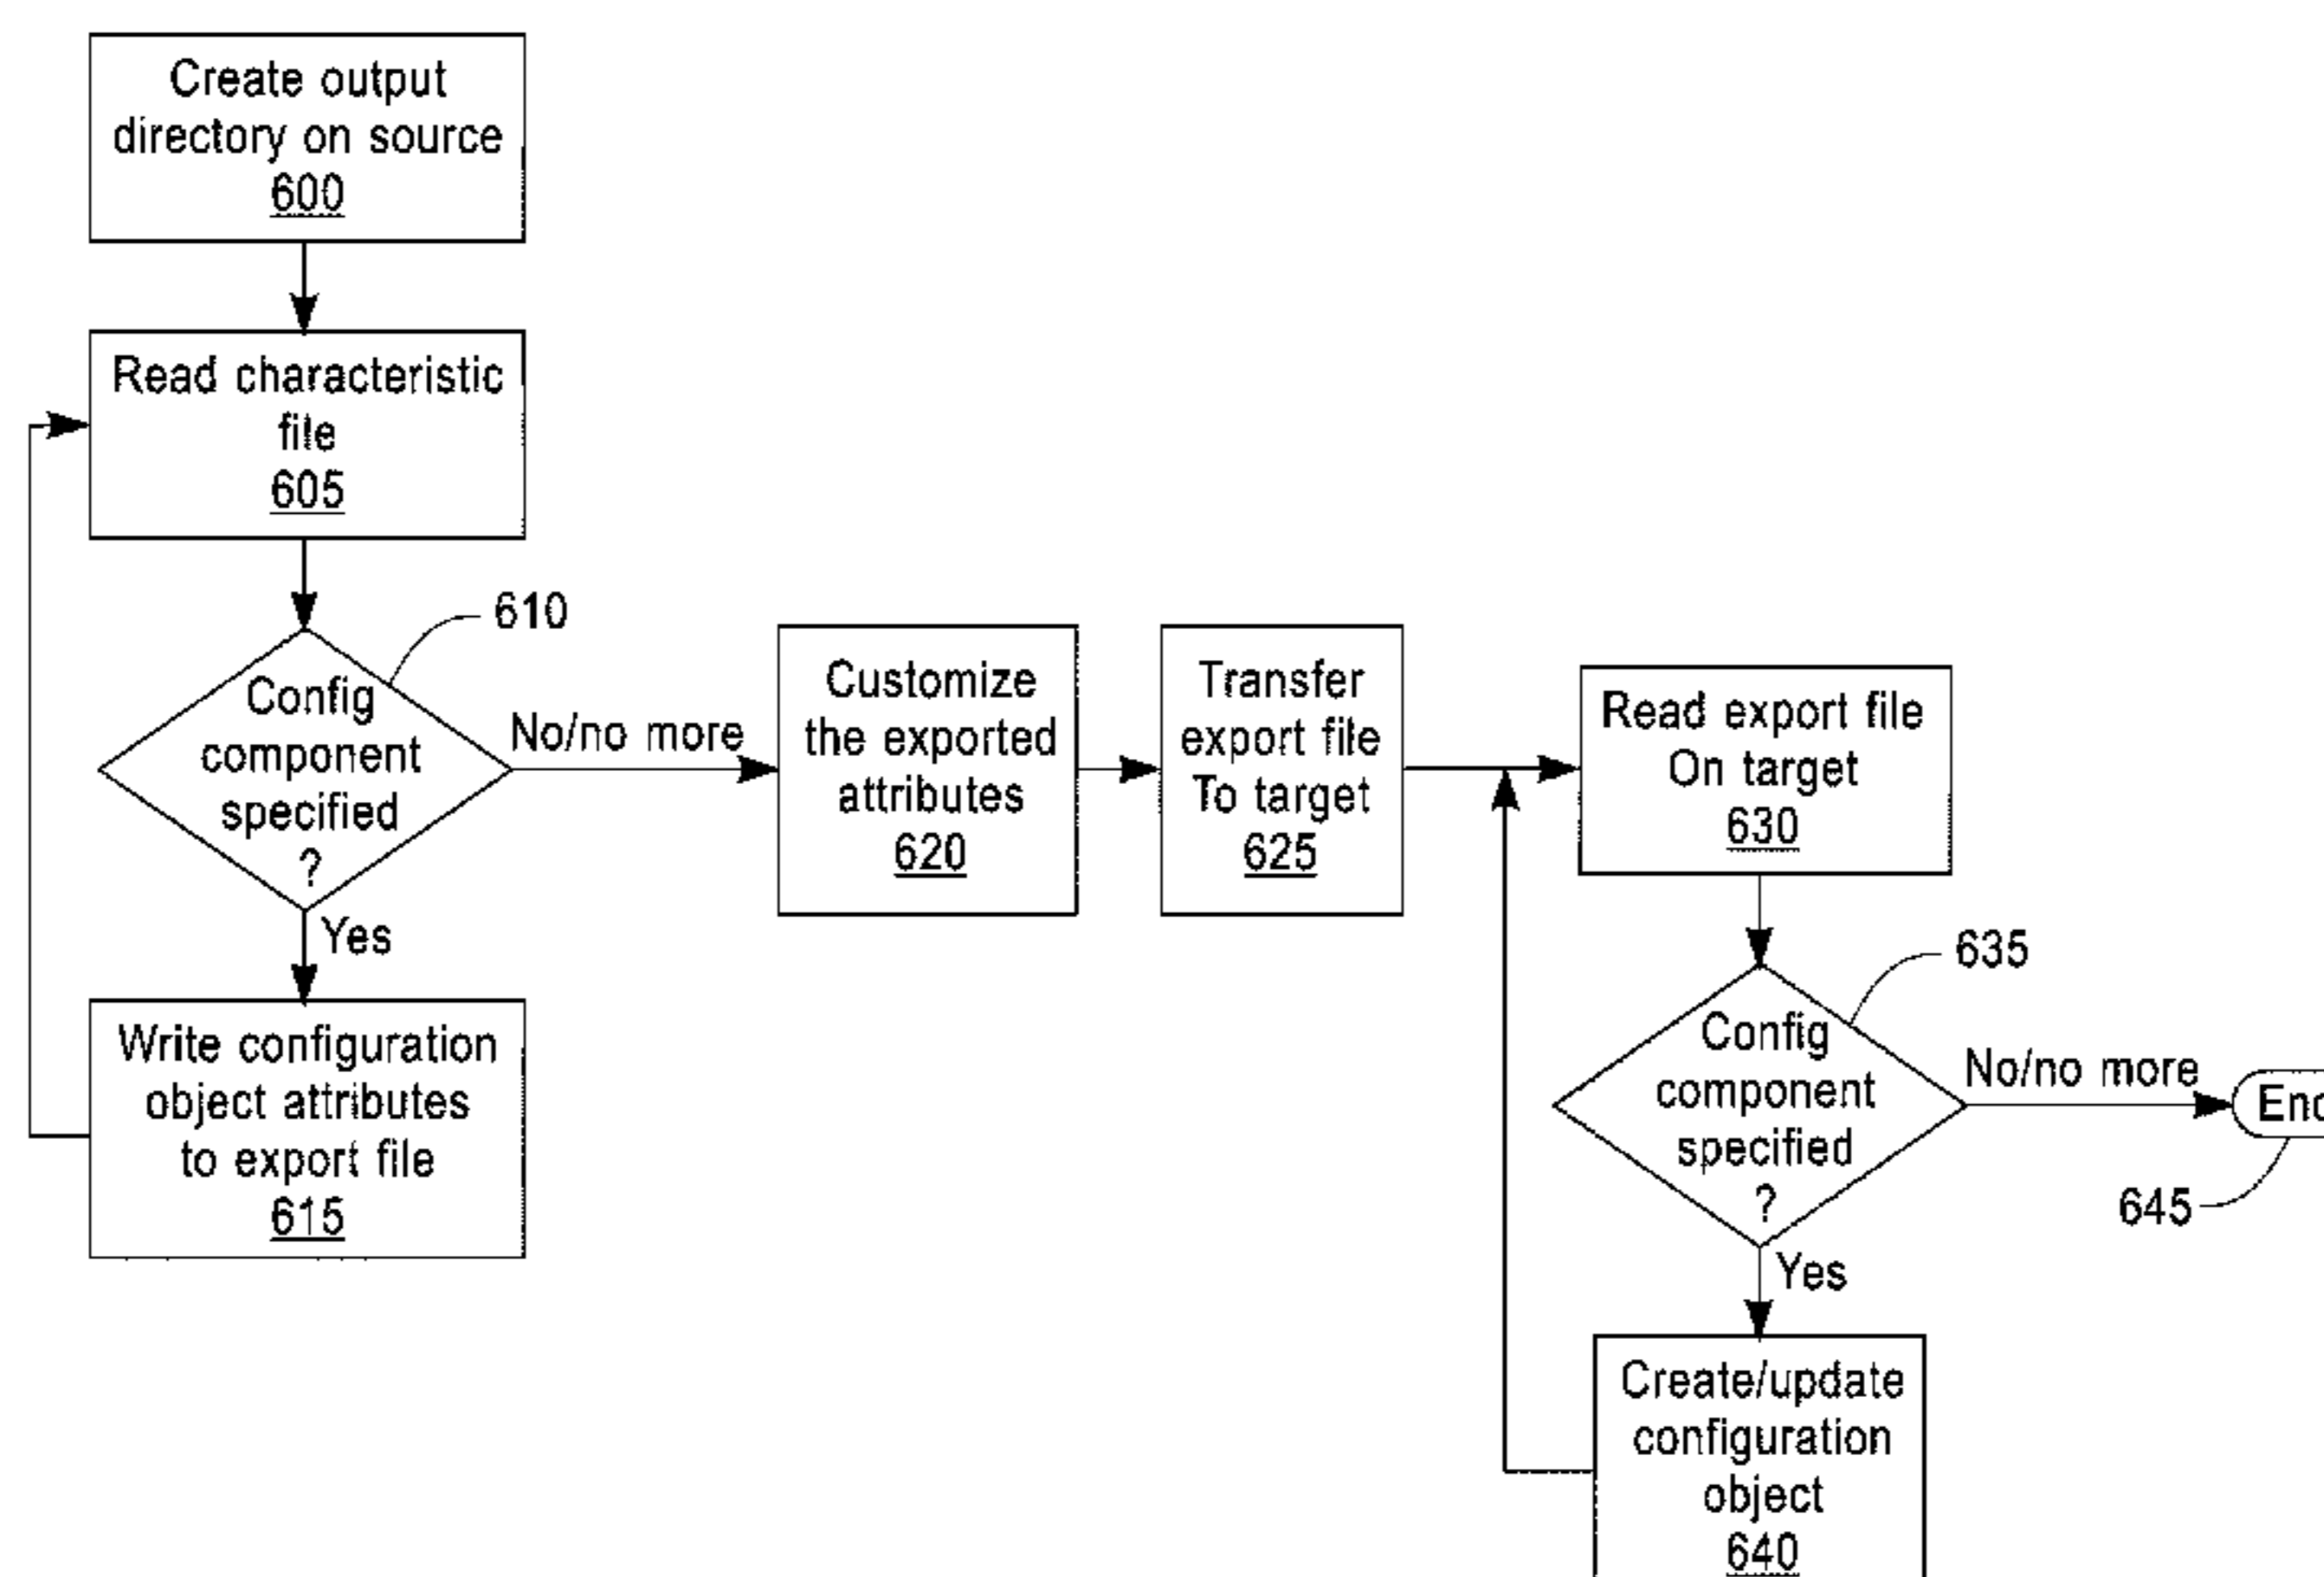 Create output
directory on source
600
Read characteristic
file
605
610
Config
component
specified
?
No/no more
Yes
Write configuration
object attributes
to export file
615
Customize
the exported
attributes
620
Transfer
export file
To target
625
Read export file
On target
630
635
Config
component
specified
?
No/no more
Yes
645
Create/update
configuration
object
640